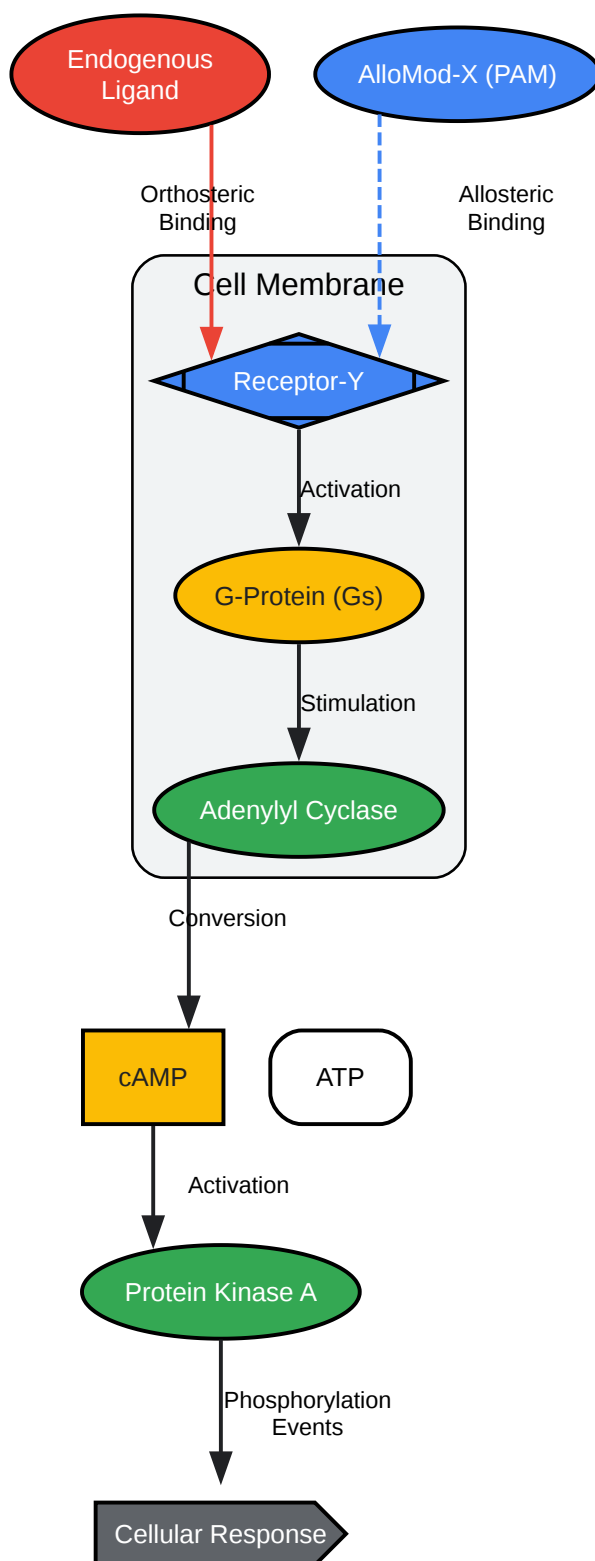 Endogenous
Ligand
AlloMod-X (PAM)
Orthosteric
Binding
Allosteric
Binding
Cell Membrane
Receptor-Y
Activation
G-Protein (Gs)
Stimulation
Adenylyl Cyclase
Conversion
cAMP
ATP
Activation
Protein Kinase A
Phosphorylation
Events
Cellular Response